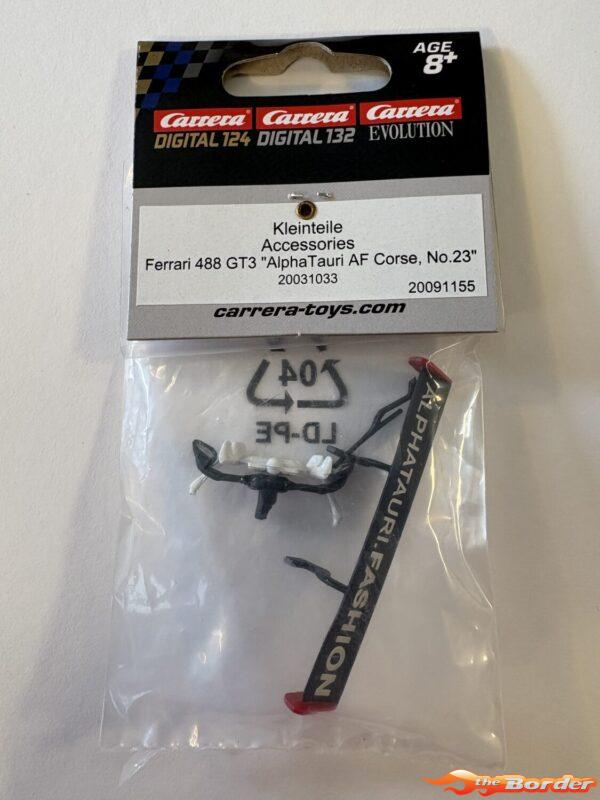 AGE
8+
Carrera Carrera Carrera
DIGITAL 124 DIGITAL 132 EVOLUTION
Kleinteile
Accessories
Ferrari 488 GT3 "AlphaTauri AF Corse, No.23"
20031033
20091155
carrera-toys.com
04
LD-PE
ALPHATAURI.FASHION
the Border